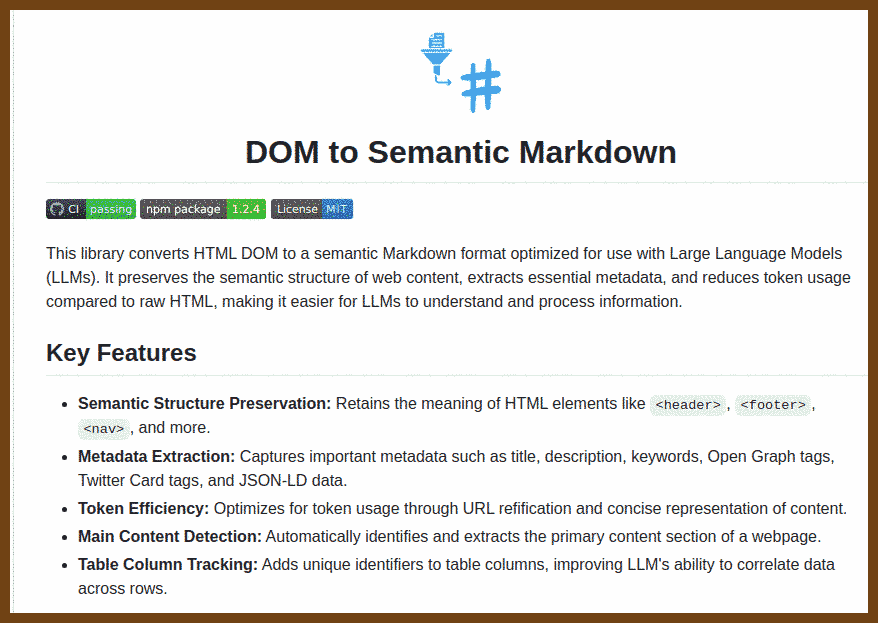 DOM to Semantic Markdown
CI passing npm package 1.2.4 License MIT
This library converts HTML DOM to a semantic Markdown format optimized for use with Large Language Models
(LLMs). It preserves the semantic structure of web content, extracts essential metadata, and reduces token usage
compared to raw HTML, making it easier for LLMs to understand and process information.
Key Features
• Semantic Structure Preservation: Retains the meaning of HTML elements like <header>, <footer>,
<nav>, and more.
• Metadata Extraction: Captures important metadata such as title, description, keywords, Open Graph tags,
Twitter Card tags, and JSON-LD data.
• Token Efficiency: Optimizes for token usage through URL refification and concise representation of content.
• Main Content Detection: Automatically identifies and extracts the primary content section of a webpage.
• Table Column Tracking: Adds unique identifiers to table columns, improving LLM's ability to correlate data
across rows.